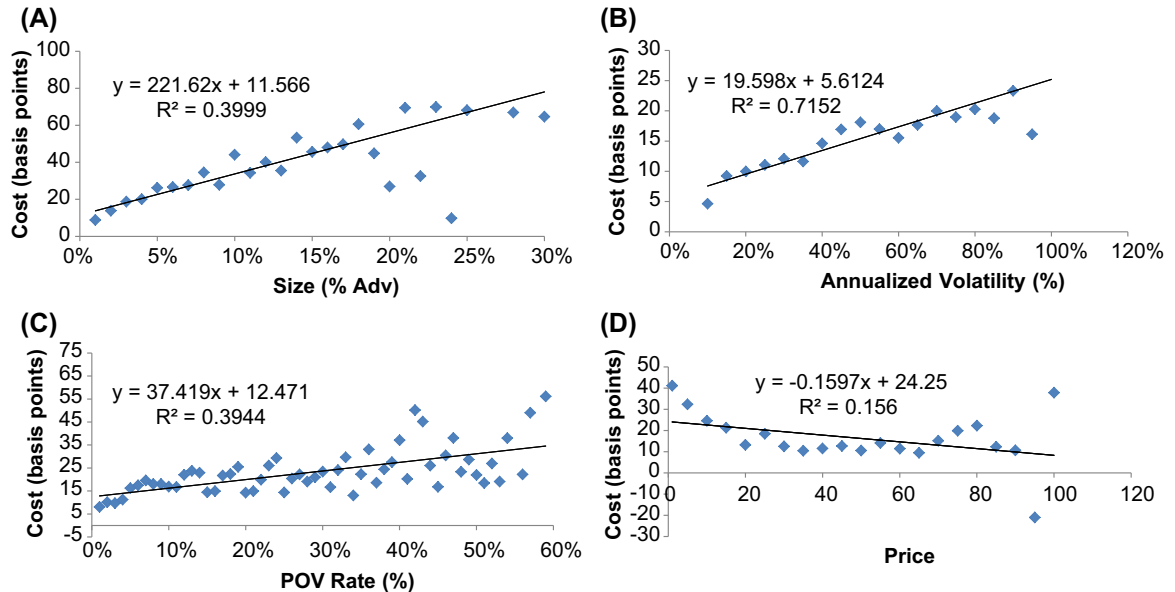 (A)
Cost (basis points)
100
80
60
40
20
0
y = 221.62x + 11.566
R² = 0.3999
0%
5%
10%
15%
20%
25%
30%
Size (% Adv)
(B)
Cost (basis points)
30
25
20
15
10
5
0
y = 19.598x + 5.6124
R² = 0.7152
0%
20%
40%
60%
80%
100%
120%
Annualized Volatility (%)
(C)
Cost (basis points)
75
65
55
45
35
25
15
5
-5
y = 37.419x + 12.471
R² = 0.3944
0%
10%
20%
30%
40%
50%
60%
POV Rate (%)
(D)
Cost (basis points)
50
40
30
20
10
0
-10
-20
-30
y = -0.1597x + 24.25
R² = 0.156
0
20
40
60
80
100
120
Price